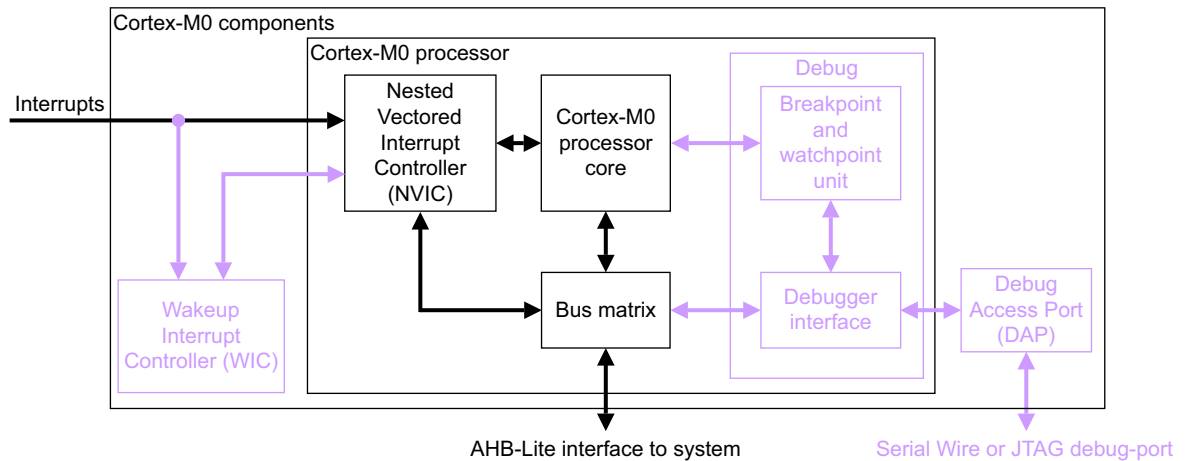 Cortex-M0 components
Cortex-M0 processor
Interrupts
Nested
Vectored
Interrupt
Controller
(NVIC)
Cortex-M0
processor
core
Debug
Breakpoint
and
watchpoint
unit
Wakeup
Interrupt
Controller (WIC)
Bus matrix
Debugger
interface
Debug
Access Port
(DAP)
AHB-Lite interface to system
Serial Wire or JTAG debug-port